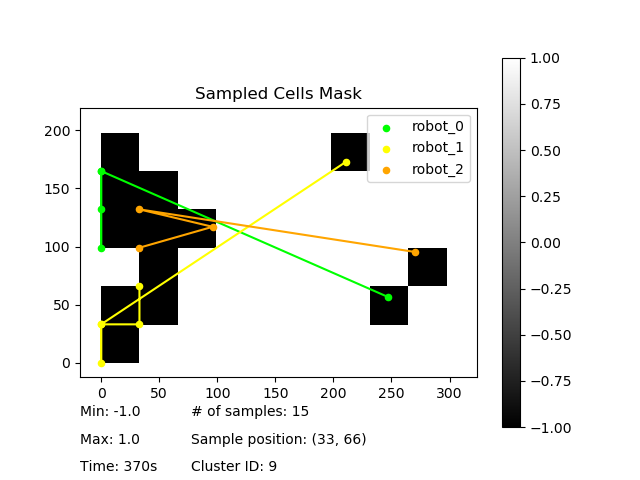 Sampled Cells Mask
robot_0
robot_1
robot_2
200
150
100
50
0
0 50 100 150 200 250 300
1.00
0.75
0.50
0.25
0.00
−0.25
−0.50
−0.75
−1.00
Min: -1.0 # of samples: 15
Max: 1.0 Sample position: (33, 66)
Time: 370s Cluster ID: 9